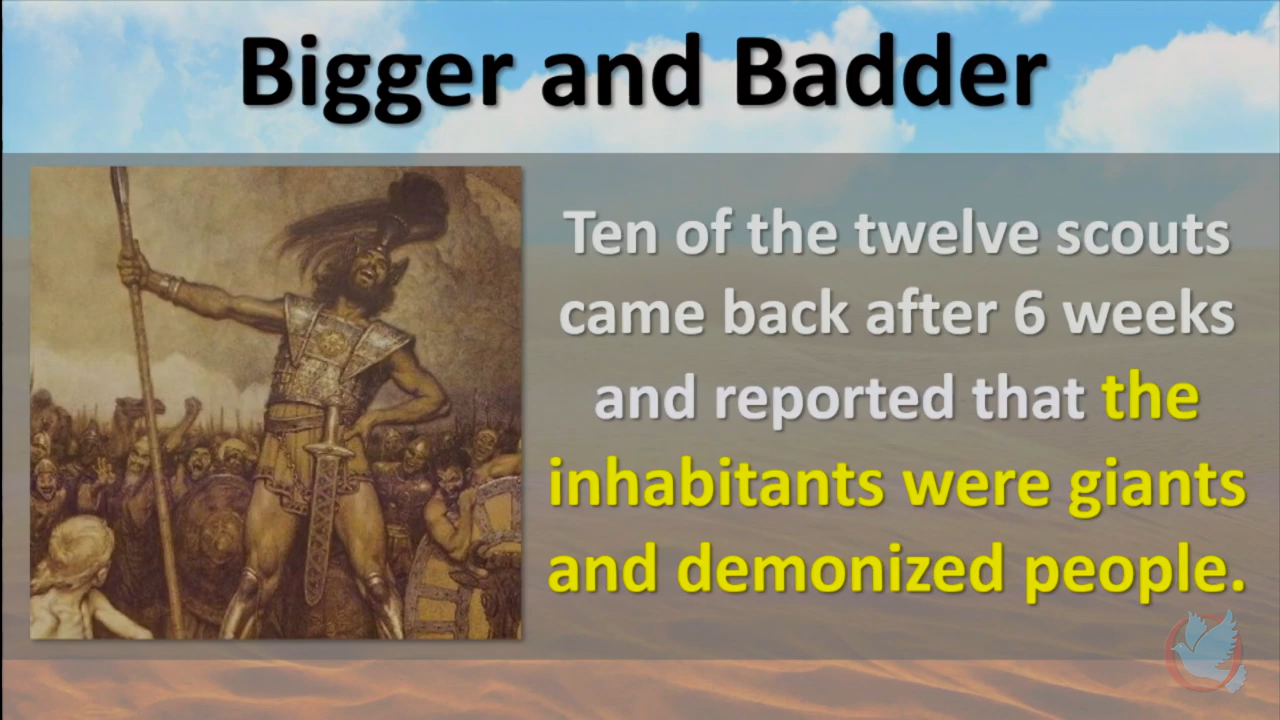 Bigger and Badder
Ten of the twelve scouts
came back after 6 weeks
and reported that the
inhabitants were giants
and demonized people.